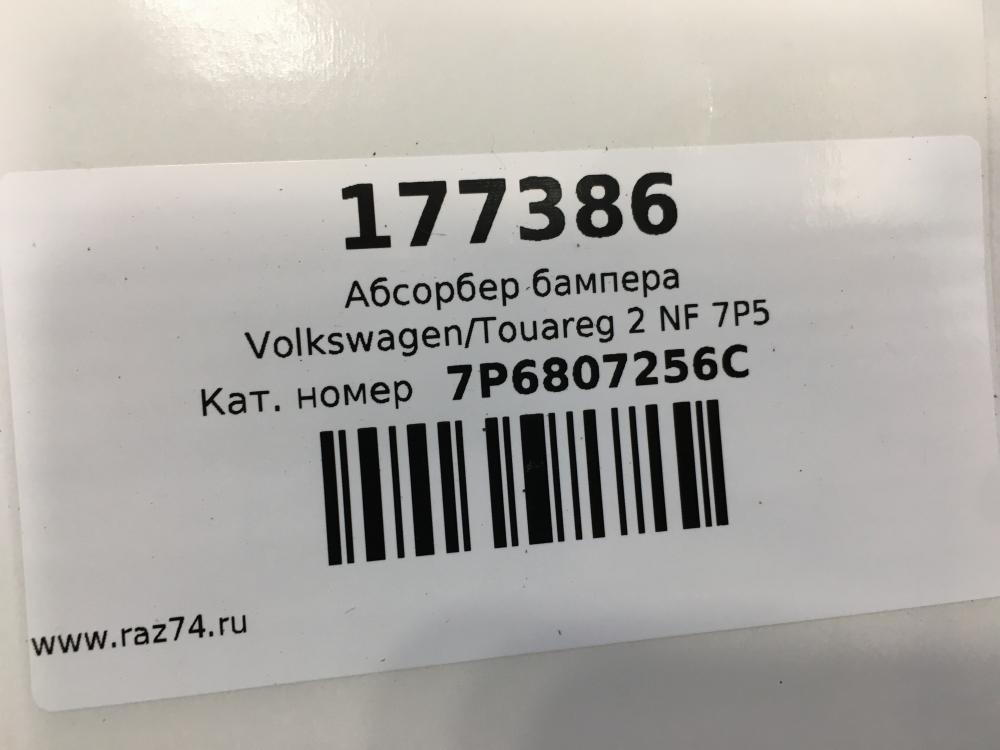 177386
Абсорбер бампера
Volkswagen/Touareg 2 NF 7P5
Кат. номер 7P6807256C
www.raz74.ru